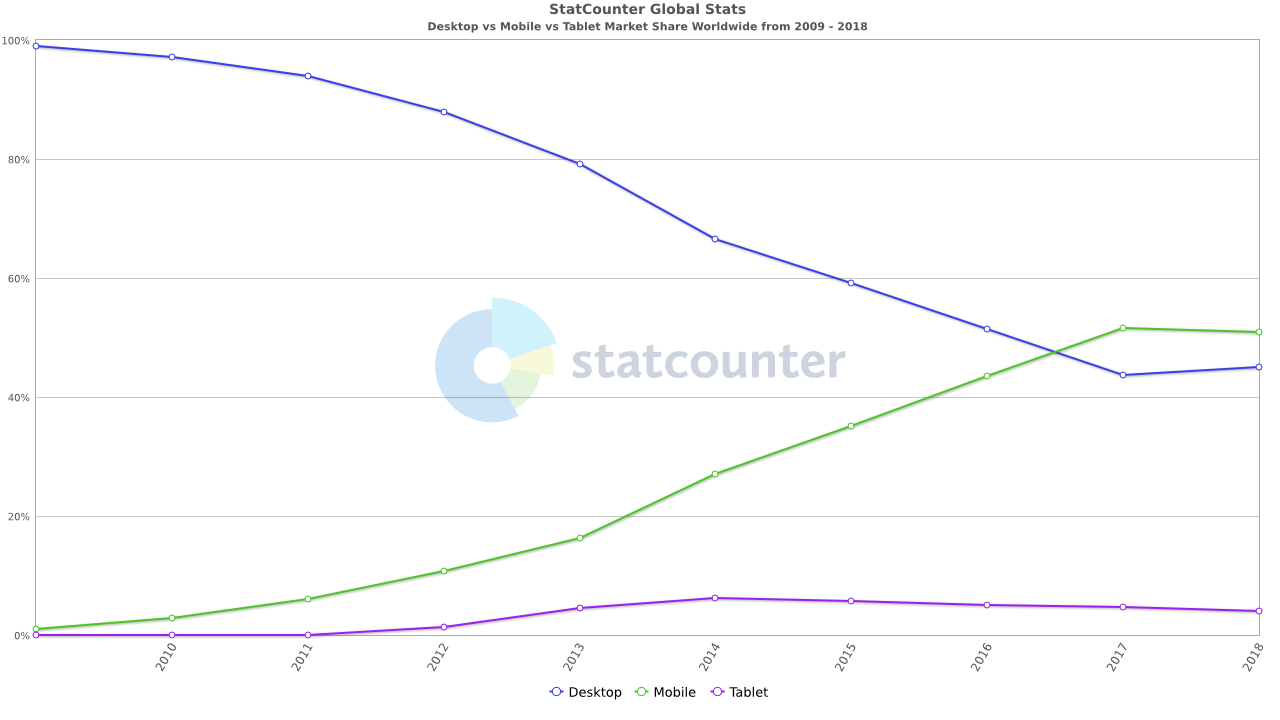 StatCounter Global Stats
Desktop vs Mobile vs Tablet Market Share Worldwide from 2009 - 2018
100%
80%
60%
statcounter
40%
20%
0%
2010 2011 2012 2013 2014 2015 2016 2017 2018
Desktop Mobile Tablet